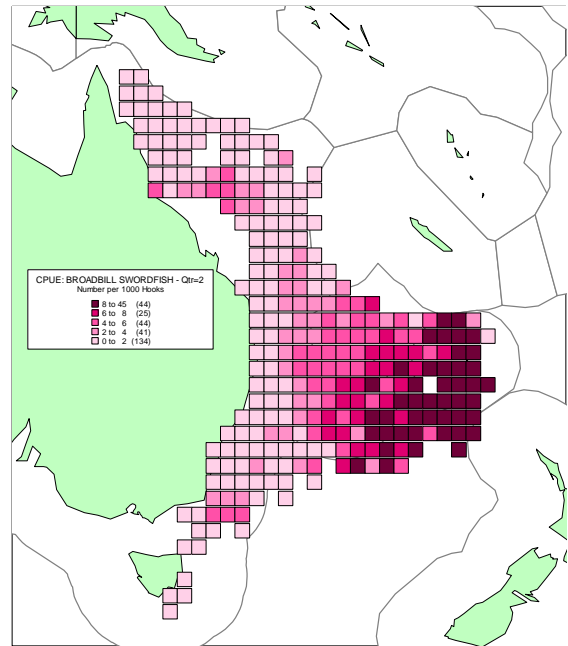 CPUE: BROADBILL SWORDFISH - Qtr=2
Number per 1000 Hooks
8 to 45 (44)
6 to 8 (25)
4 to 6 (44)
2 to 4 (41)
0 to 2 (134)